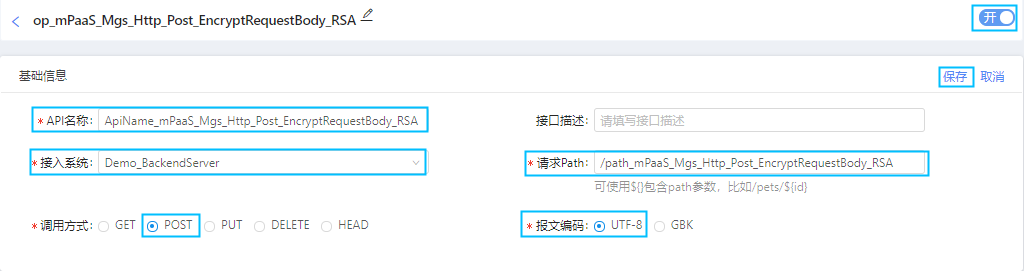 op_mPaaS_Mgs_Http_Post_EncryptRequestBody_RSA
开
基础信息
保存 取消
* API名称: ApiName_mPaaS_Mgs_Http_Post_EncryptRequestBody_RSA
接口描述: 请填写接口描述
* 接入系统: Demo_BackendServer
* 请求Path: /path_mPaaS_Mgs_Http_Post_EncryptRequestBody_RSA
可使用${}包含path参数，比如/pets/${id}
* 调用方式: GET POST PUT DELETE HEAD
* 报文编码: UTF-8 GBK